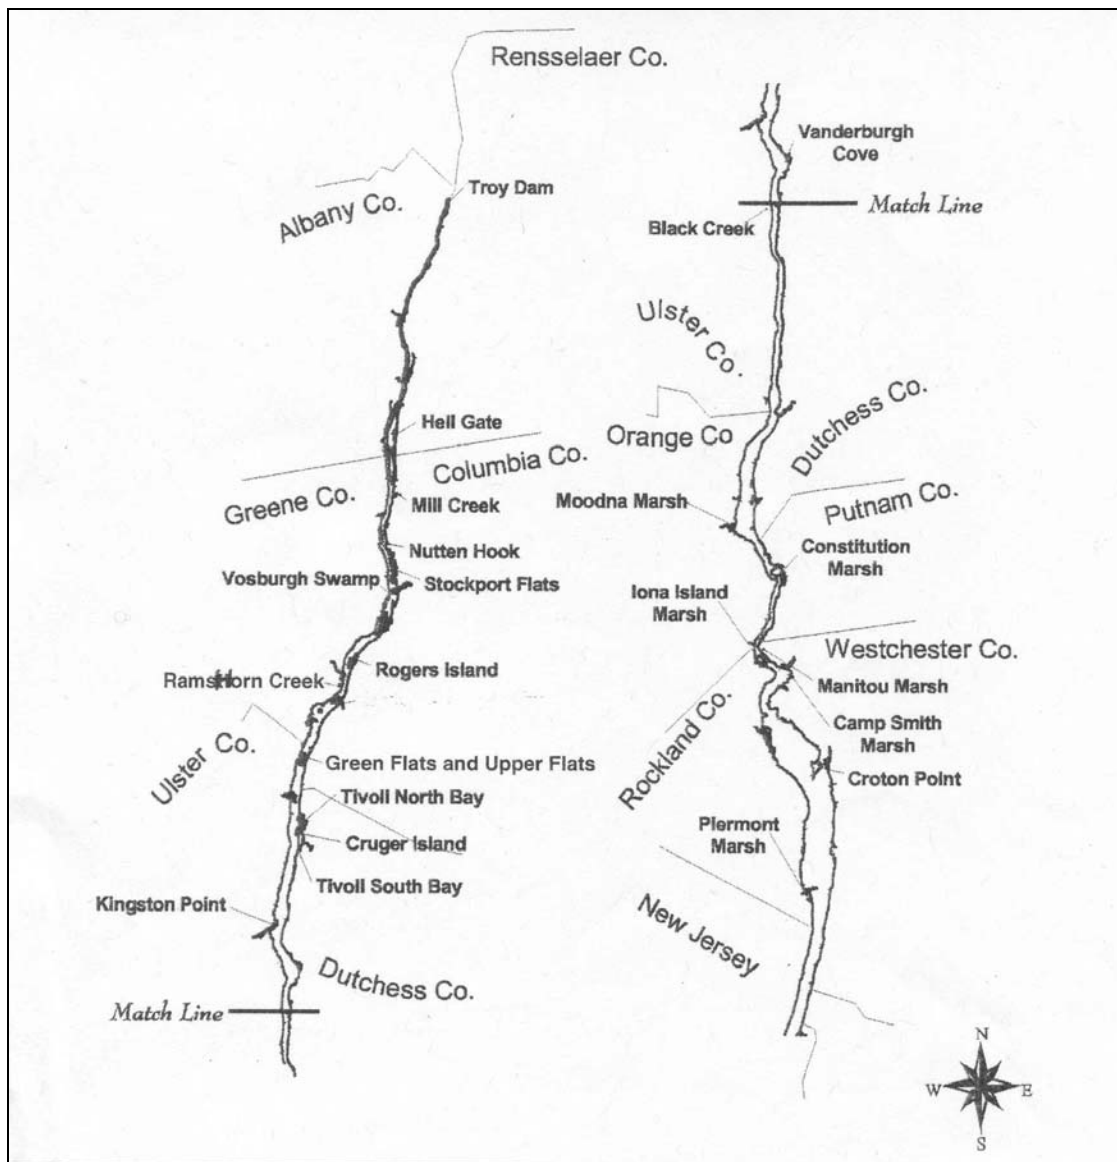 Rensselaer Co.
Troy Dam
Albany Co.
Hell Gate
Columbia Co.
Greene Co.
Mill Creek
Nutten Hook
Vosburgh Swamp
Stockport Flats
Rogers Island
RamsHorn Creek
Ulster Co.
Green Flats and Upper Flats
Tivoli North Bay
Cruger Island
Tivoli South Bay
Kingston Point
Dutchess Co.
Match Line
Vanderburgh
Cove
Match Line
Black Creek
Ulster Co.
Dutchess Co.
Orange Co
Putnam Co.
Moodna Marsh
Constitution
Marsh
Iona Island
Marsh
Westchester Co.
Manitou Marsh
Rockland Co.
Camp Smith
Marsh
Croton Point
Piermont
Marsh
New Jersey
N
W
E
S